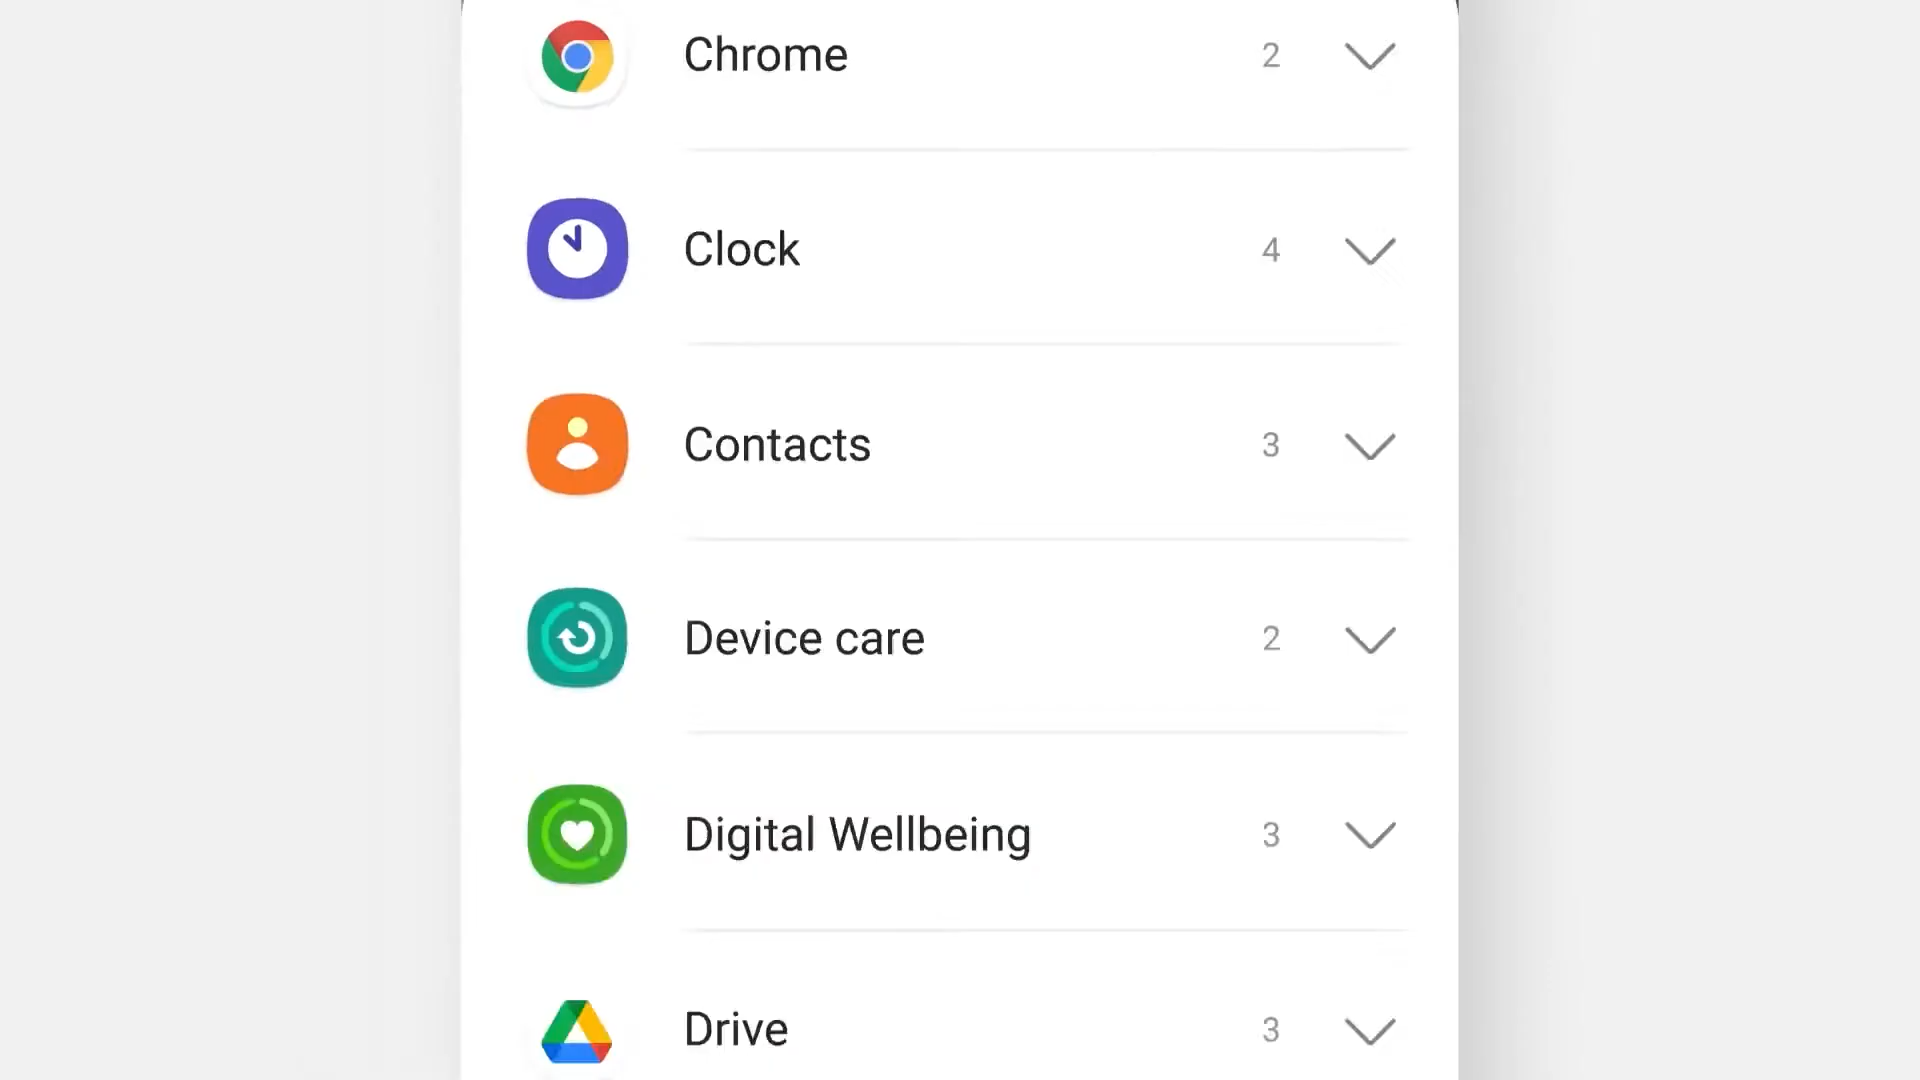 Chrome 2
Clock 4
Contacts 3
Device care 2
Digital Wellbeing 3
Drive 3